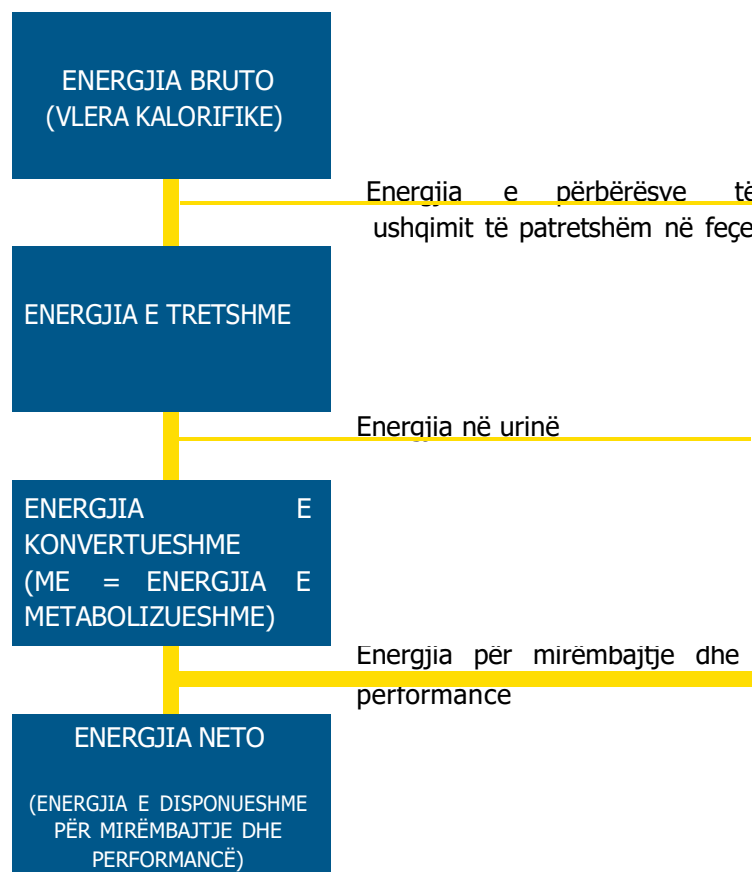 ENERGJIA BRUTO
(VLERA KALORIFIKE)
Energjia e përbërësve të
ushqimit të patretshëm në feçe
ENERGJIA E TRETSHME
Energjia në urinë
ENERGJIA E
KONVERTUESHME
(ME = ENERGJIA E
METABOLIZUESHME)
Energjia për mirëmbajtje dhe
performance
ENERGJIA NETO
(ENERGJIA E DISPONUESHME
PËR MIRËMBAJTJE DHE
PERFORMANCË)